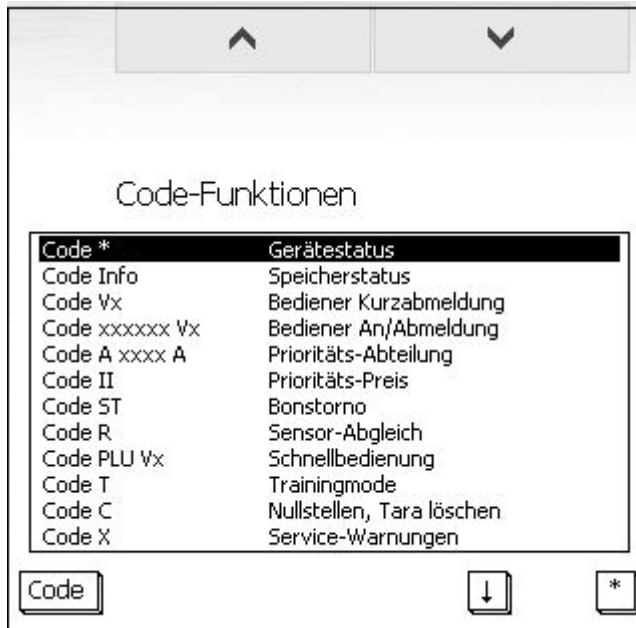 Code-Funktionen
Code * Gerätestatus
Code Info Speicherstatus
Code Vx Bediener Kurzabmeldung
Code xxxxxx Vx Bediener An/Abmeldung
Code A xxxx A Prioritäts-Abteilung
Code II Prioritäts-Preis
Code ST Bonstorno
Code R Sensor-Abgleich
Code PLU Vx Schnellbedienung
Code T Trainingmode
Code C Nullstellen, Tara löschen
Code X Service-Warnungen
Code ↓ *